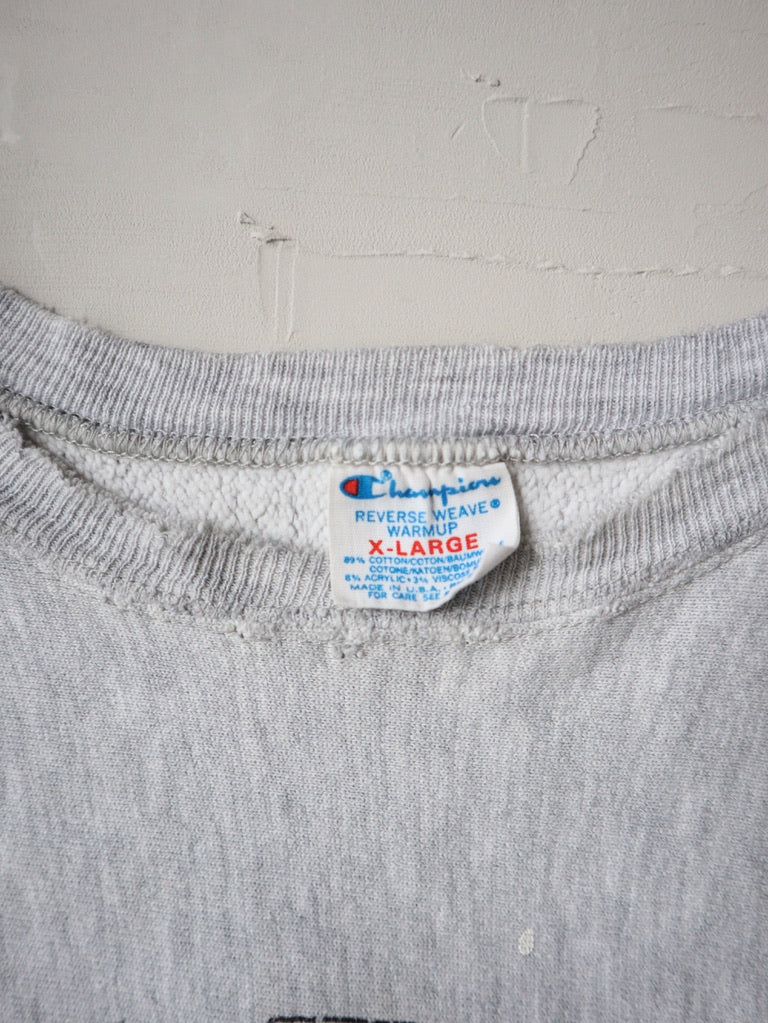 Champion
REVERSE WEAVE®
WARMUP
X-LARGE
89% COTTON/COTON/BAUMW
COTONE/KATOEN/BOMU
8% ACRYLIC•3% VISCOS
MADE IN U.S.A.
FOR CARE SEE